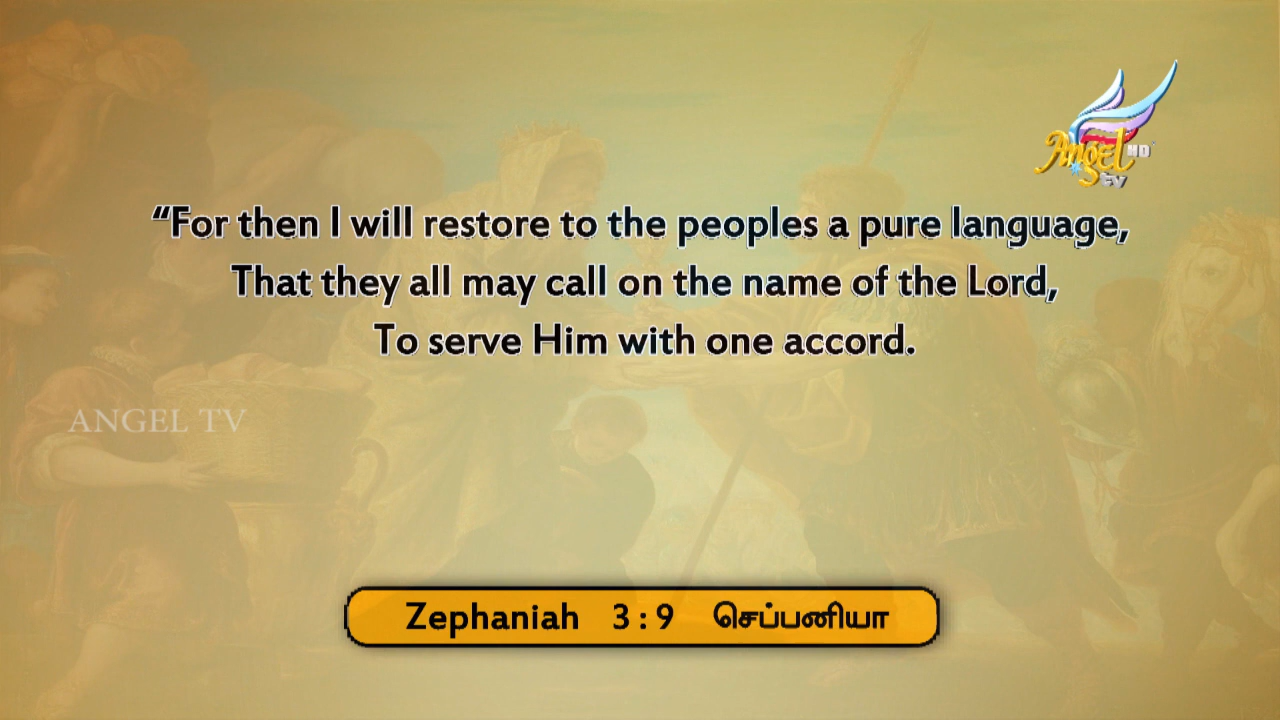 Angel HD
TV
“For then I will restore to the peoples a pure language,
That they all may call on the name of the Lord,
To serve Him with one accord.
ANGEL TV
Zephaniah 3 : 9 செப்பனியா